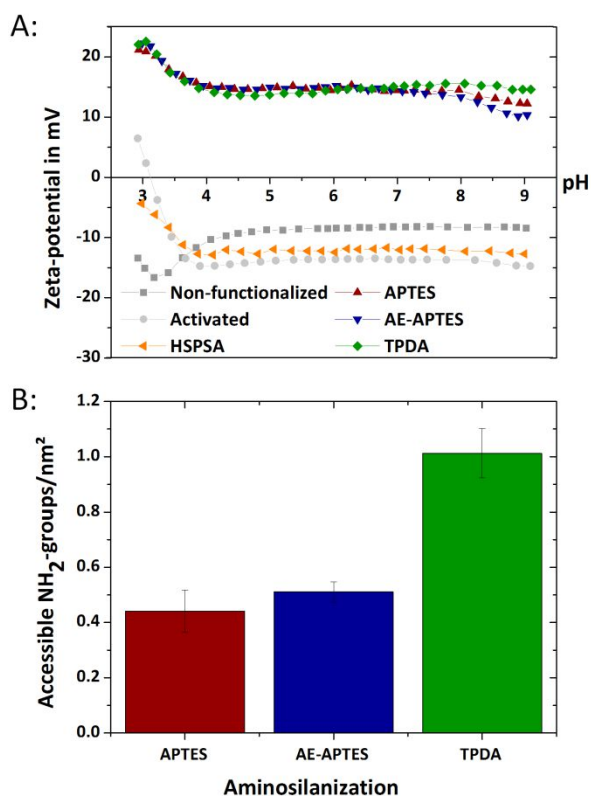 A:
20
10
0
-10
-20
-30
Zeta-potential in mV
3 4 5 6 7 8 9
pH
Non-functionalized APTES
Activated AE-APTES
HSPSA TPDA
B:
1.2
1.0
0.8
0.6
0.4
0.2
0.0
Accessible NH₂-groups/nm²
APTES AE-APTES TPDA
Aminosilanization